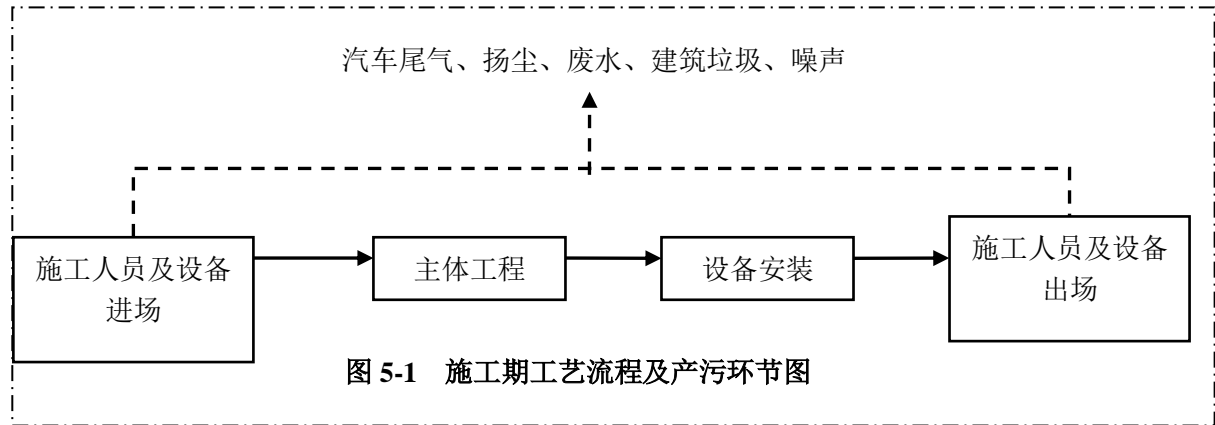 汽车尾气、扬尘、废水、建筑垃圾、噪声
施工人员及设备
进场
主体工程
设备安装
施工人员及设备
出场
图 5-1 施工期工艺流程及产污环节图